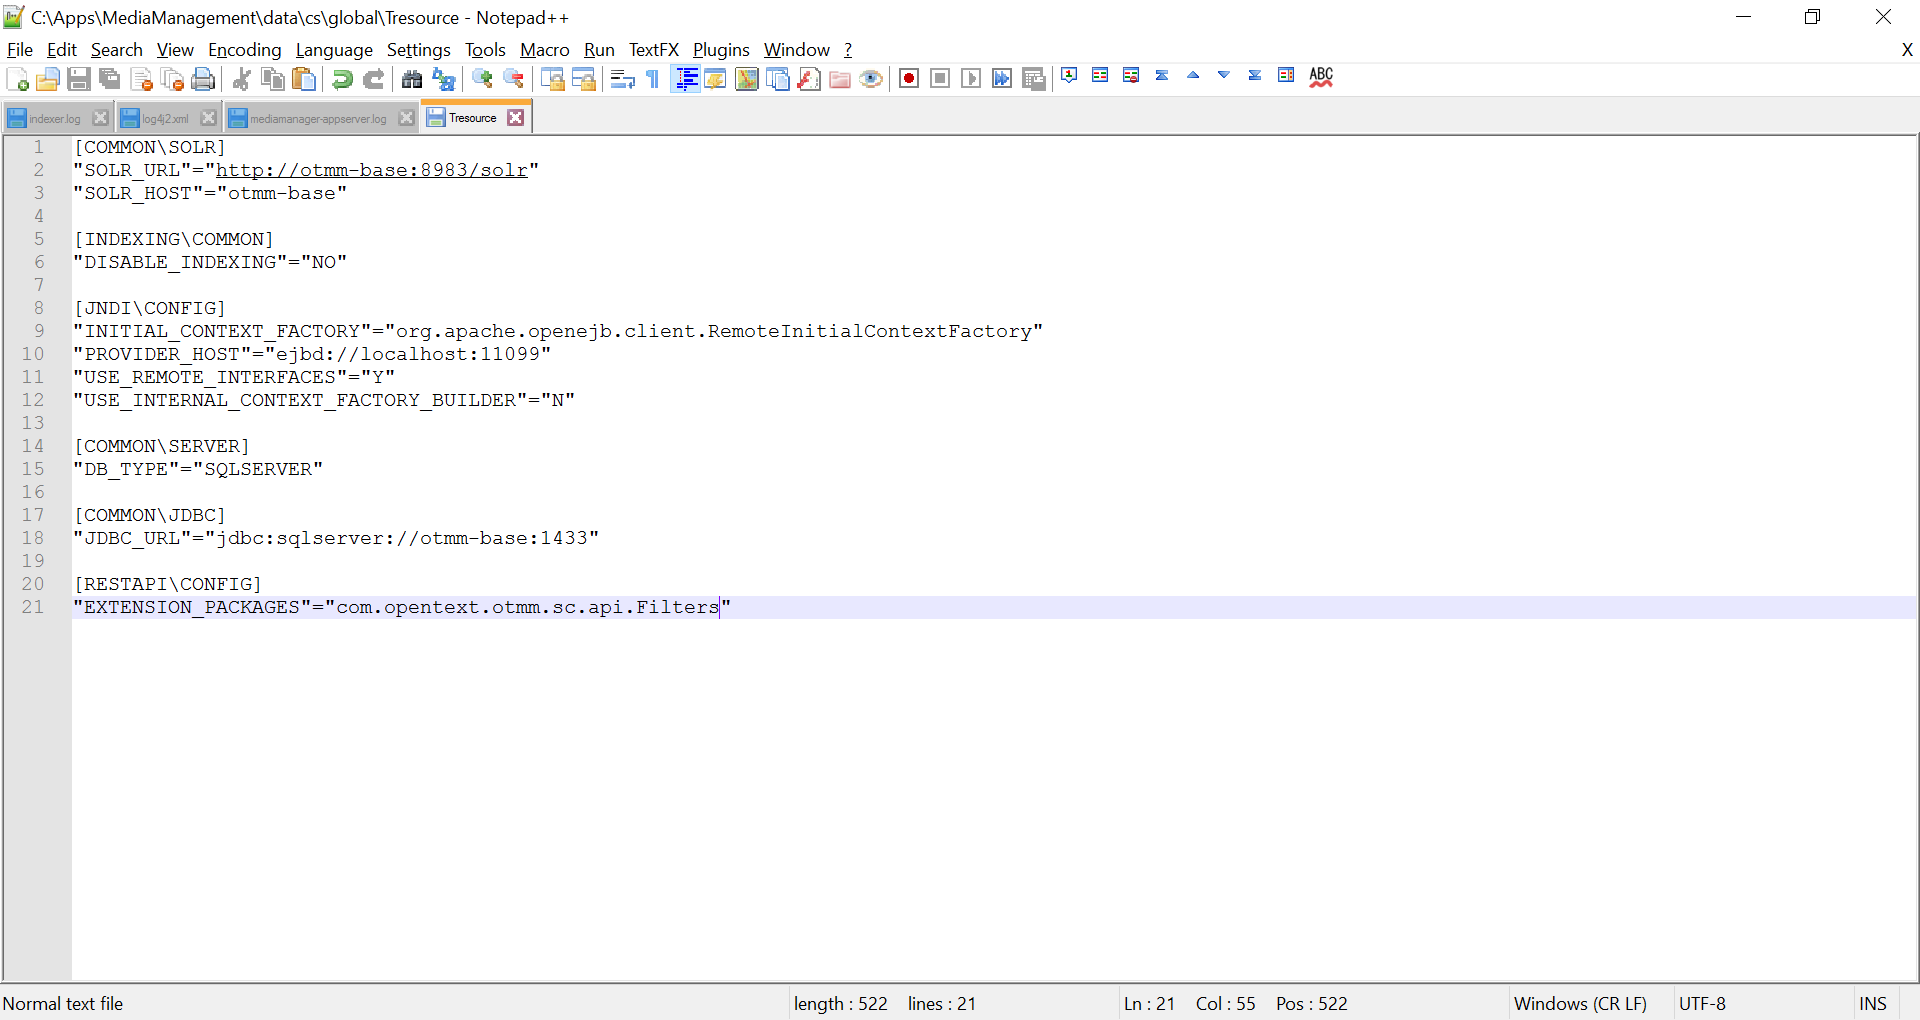 C:\Apps\MediaManagement\data\cs\global\Tresource - Notepad++
File Edit Search View Encoding Language Settings Tools Macro Run TextFX Plugins Window ? X
ABC
indexer.log log4j2.xml mediamanager-appserver.log Tresource
1 [COMMON\SOLR]
2 "SOLR_URL"="http://otmm-base:8983/solr"
3 "SOLR_HOST"="otmm-base"
4
5 [INDEXING\COMMON]
6 "DISABLE_INDEXING"="NO"
7
8 [JNDI\CONFIG]
9 "INITIAL_CONTEXT_FACTORY"="org.apache.openejb.client.RemoteInitialContextFactory"
10 "PROVIDER_HOST"="ejbd://localhost:11099"
11 "USE_REMOTE_INTERFACES"="Y"
12 "USE_INTERNAL_CONTEXT_FACTORY_BUILDER"="N"
13
14 [COMMON\SERVER]
15 "DB_TYPE"="SQLSERVER"
16
17 [COMMON\JDBC]
18 "JDBC_URL"="jdbc:sqlserver://otmm-base:1433"
19
20 [RESTAPI\CONFIG]
21 "EXTENSION_PACKAGES"="com.opentext.otmm.sc.api.Filters"
Normal text file length : 522 lines : 21 Ln : 21 Col : 55 Pos : 522 Windows (CR LF) UTF-8 INS